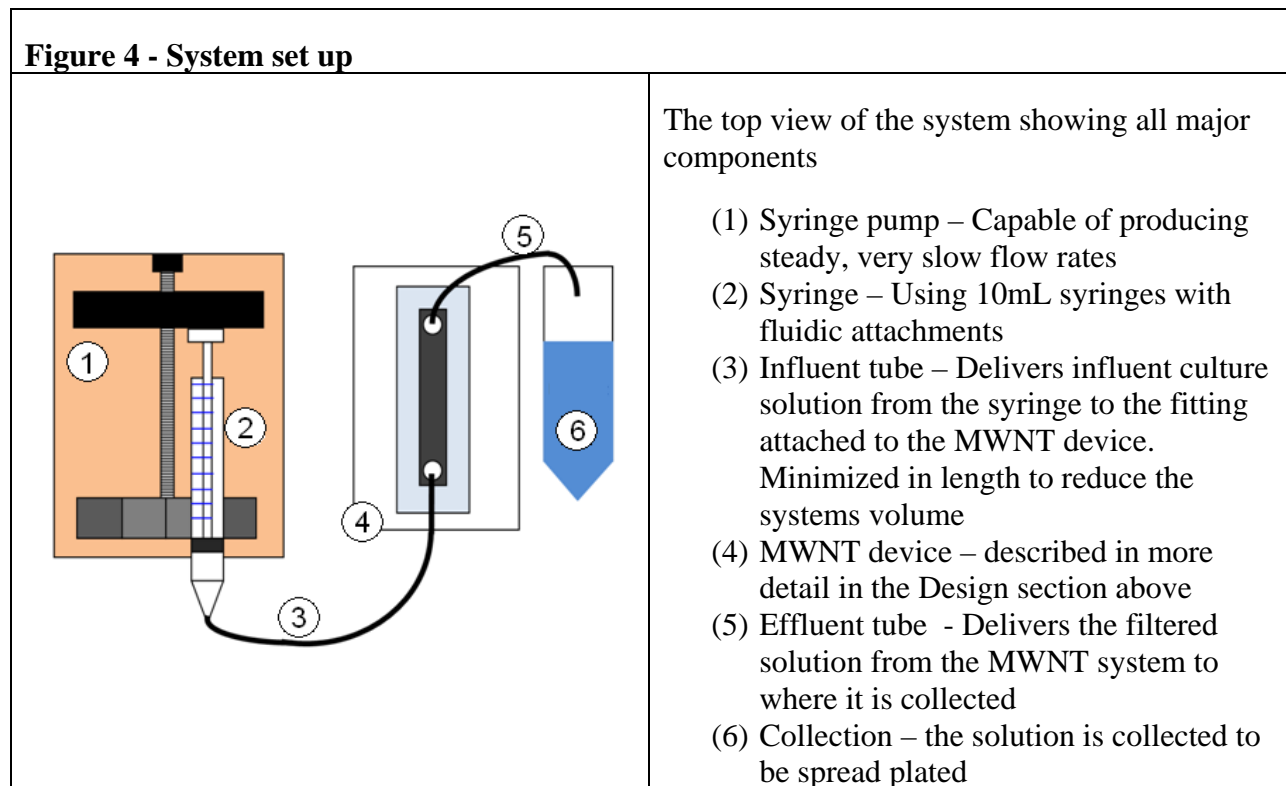 Figure 4 - System set up
The top view of the system showing all major
components
(1) Syringe pump – Capable of producing
steady, very slow flow rates
(2) Syringe – Using 10mL syringes with
fluidic attachments
(3) Influent tube – Delivers influent culture
solution from the syringe to the fitting
attached to the MWNT device.
Minimized in length to reduce the
systems volume
(4) MWNT device – described in more
detail in the Design section above
(5) Effluent tube  - Delivers the filtered
solution from the MWNT system to
where it is collected
(6) Collection – the solution is collected to
be spread plated
1
2
3
4
5
6